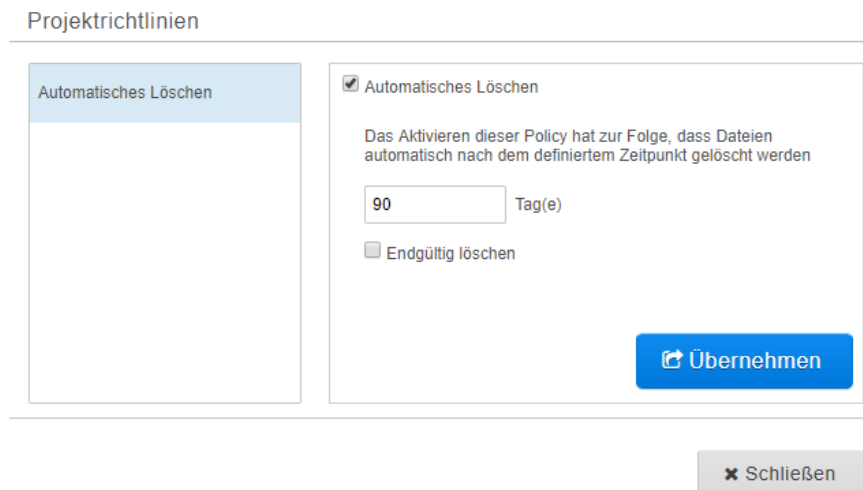 Projektrichtlinien
Automatisches Löschen
Automatisches Löschen
Das Aktivieren dieser Policy hat zur Folge, dass Dateien
automatisch nach dem definiertem Zeitpunkt gelöscht werden
90 Tag(e)
Endgültig löschen
Übernehmen
Schließen